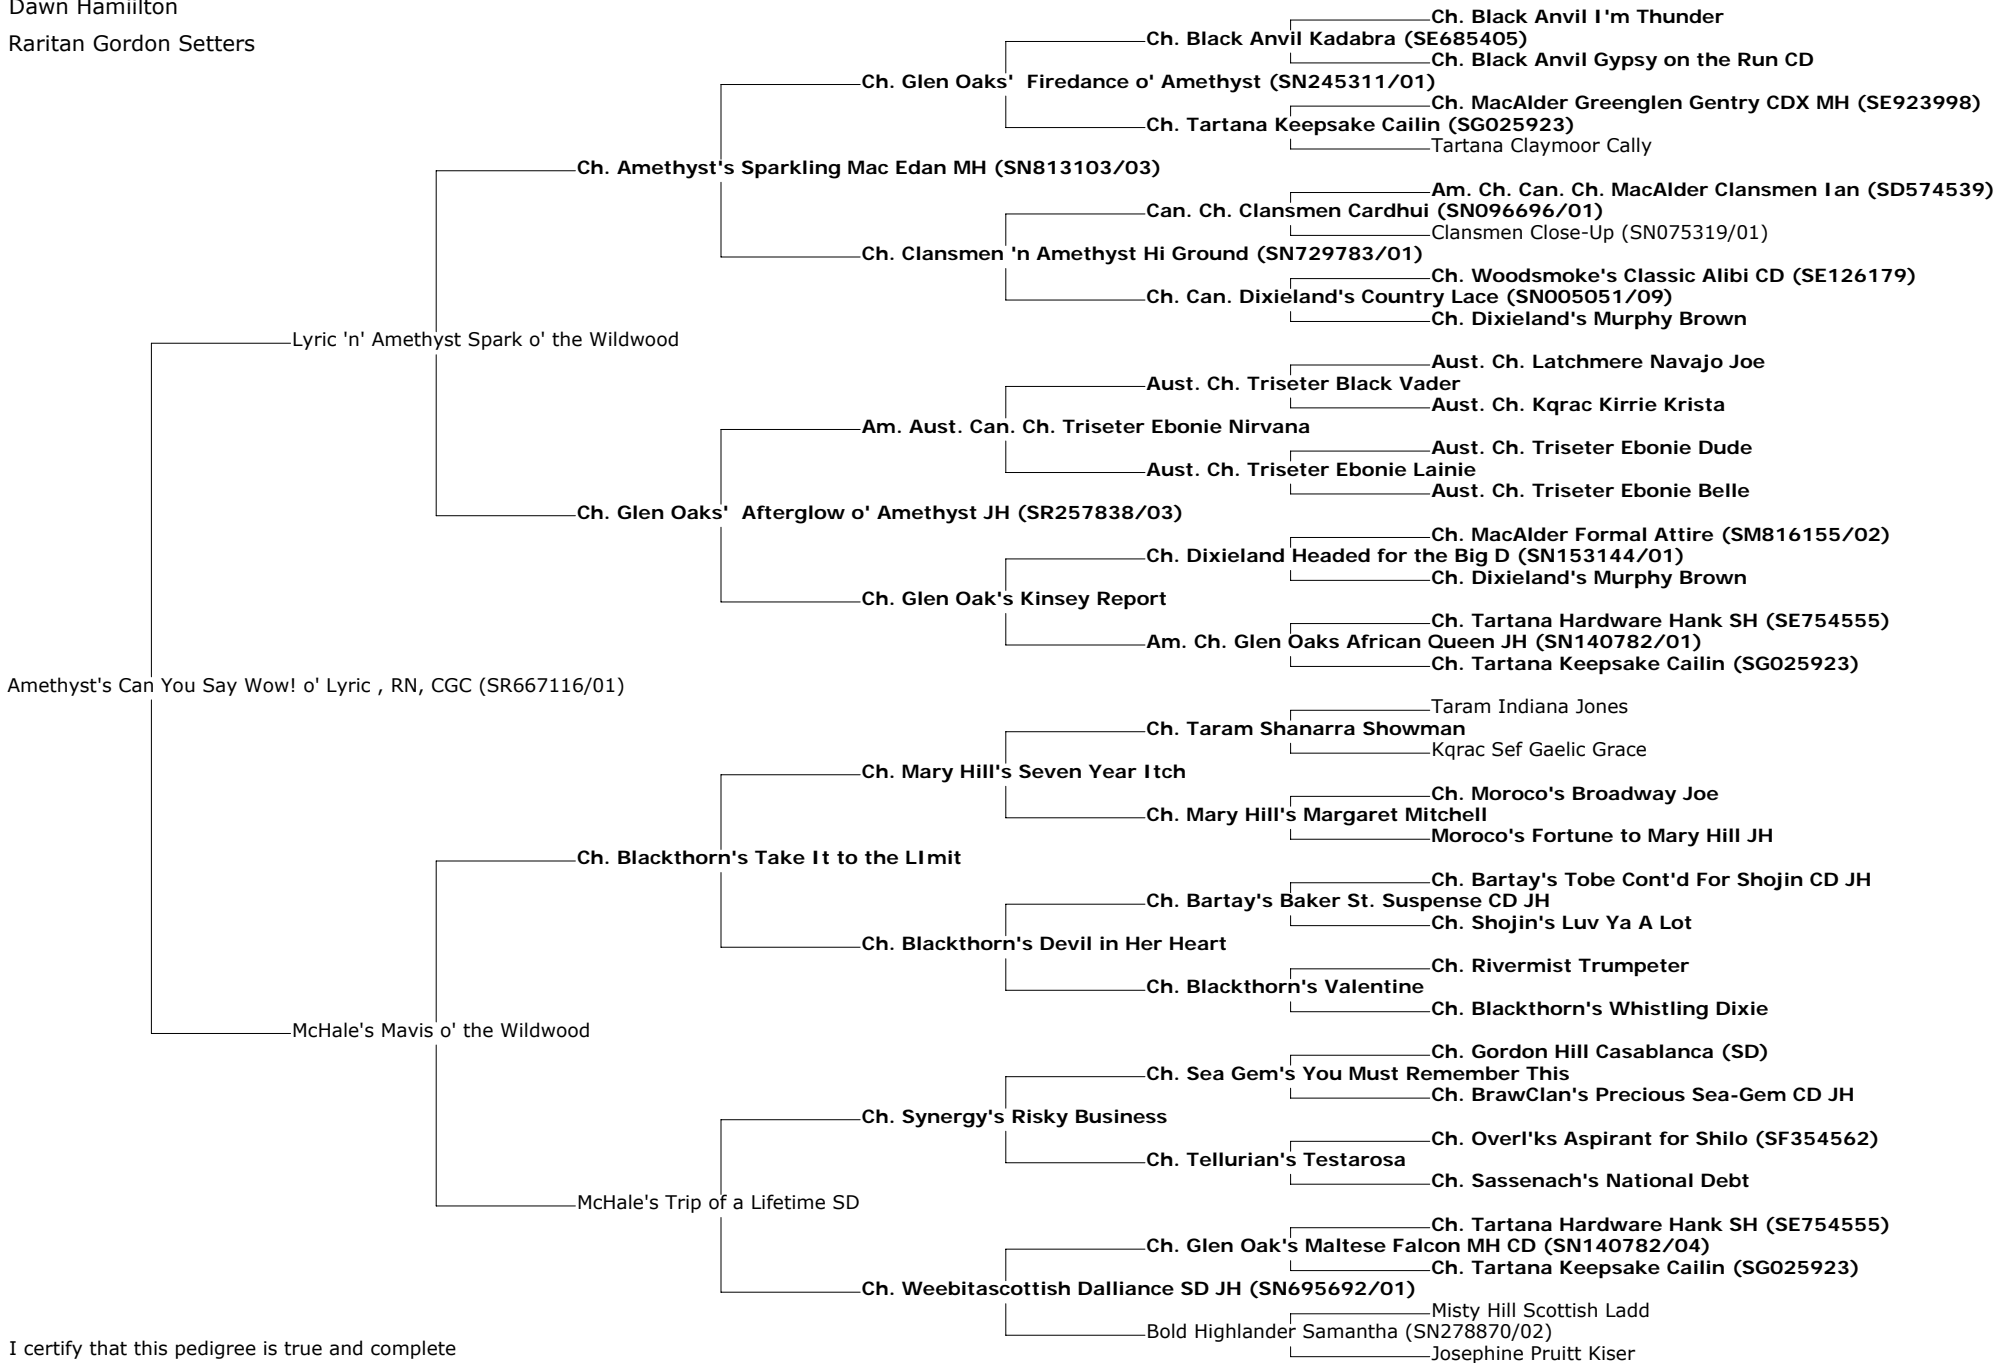 Dawn Hamiilton
Ch. Black Anvil I'm Thunder
Raritan Gordon Setters
Ch. Black Anvil Kadabra (SE685405)
Ch. Black Anvil Gypsy on the Run CD
Ch. Glen Oaks'  Firedance o' Amethyst (SN245311/01)
Ch. MacAlder Greenglen Gentry CDX MH (SE923998)
Ch. Tartana Keepsake Cailin (SG025923)
Tartana Claymoor Cally
Ch. Amethyst's Sparkling Mac Edan MH (SN813103/03)
Am. Ch. Can. Ch. MacAlder Clansmen Ian (SD574539)
Can. Ch. Clansmen Cardhui (SN096696/01)
Clansmen Close-Up (SN075319/01)
Ch. Clansmen 'n Amethyst Hi Ground (SN729783/01)
Ch. Woodsmoke's Classic Alibi CD (SE126179)
Ch. Can. Dixieland's Country Lace (SN005051/09)
Ch. Dixieland's Murphy Brown
Lyric 'n' Amethyst Spark o' the Wildwood
Aust. Ch. Latchmere Navajo Joe
Aust. Ch. Triseter Black Vader
Aust. Ch. Kqrac Kirrie Krista
Am. Aust. Can. Ch. Triseter Ebonie Nirvana
Aust. Ch. Triseter Ebonie Dude
Aust. Ch. Triseter Ebonie Lainie
Aust. Ch. Triseter Ebonie Belle
Ch. Glen Oaks'  Afterglow o' Amethyst JH (SR257838/03)
Ch. MacAlder Formal Attire (SM816155/02)
Ch. Dixieland Headed for the Big D (SN153144/01)
Ch. Dixieland's Murphy Brown
Ch. Glen Oak's Kinsey Report
Ch. Tartana Hardware Hank SH (SE754555)
Am. Ch. Glen Oaks African Queen JH (SN140782/01)
Ch. Tartana Keepsake Cailin (SG025923)
Amethyst's Can You Say Wow! o' Lyric , RN, CGC (SR667116/01)
Taram Indiana Jones
Ch. Taram Shanarra Showman
Kqrac Sef Gaelic Grace
Ch. Mary Hill's Seven Year Itch
Ch. Moroco's Broadway Joe
Ch. Mary Hill's Margaret Mitchell
Moroco's Fortune to Mary Hill JH
Ch. Blackthorn's Take It to the LImit
Ch. Bartay's Tobe Cont'd For Shojin CD JH
Ch. Bartay's Baker St. Suspense CD JH
Ch. Shojin's Luv Ya A Lot
Ch. Blackthorn's Devil in Her Heart
Ch. Rivermist Trumpeter
Ch. Blackthorn's Valentine
Ch. Blackthorn's Whistling Dixie
McHale's Mavis o' the Wildwood
Ch. Gordon Hill Casablanca (SD)
Ch. Sea Gem's You Must Remember This
Ch. BrawClan's Precious Sea-Gem CD JH
Ch. Synergy's Risky Business
Ch. Overl'ks Aspirant for Shilo (SF354562)
Ch. Tellurian's Testarosa
Ch. Sassenach's National Debt
McHale's Trip of a Lifetime SD
Ch. Tartana Hardware Hank SH (SE754555)
Ch. Glen Oak's Maltese Falcon MH CD (SN140782/04)
Ch. Tartana Keepsake Cailin (SG025923)
Ch. Weebitascottish Dalliance SD JH (SN695692/01)
Misty Hill Scottish Ladd
Bold Highlander Samantha (SN278870/02)
I certify that this pedigree is true and complete
Josephine Pruitt Kiser